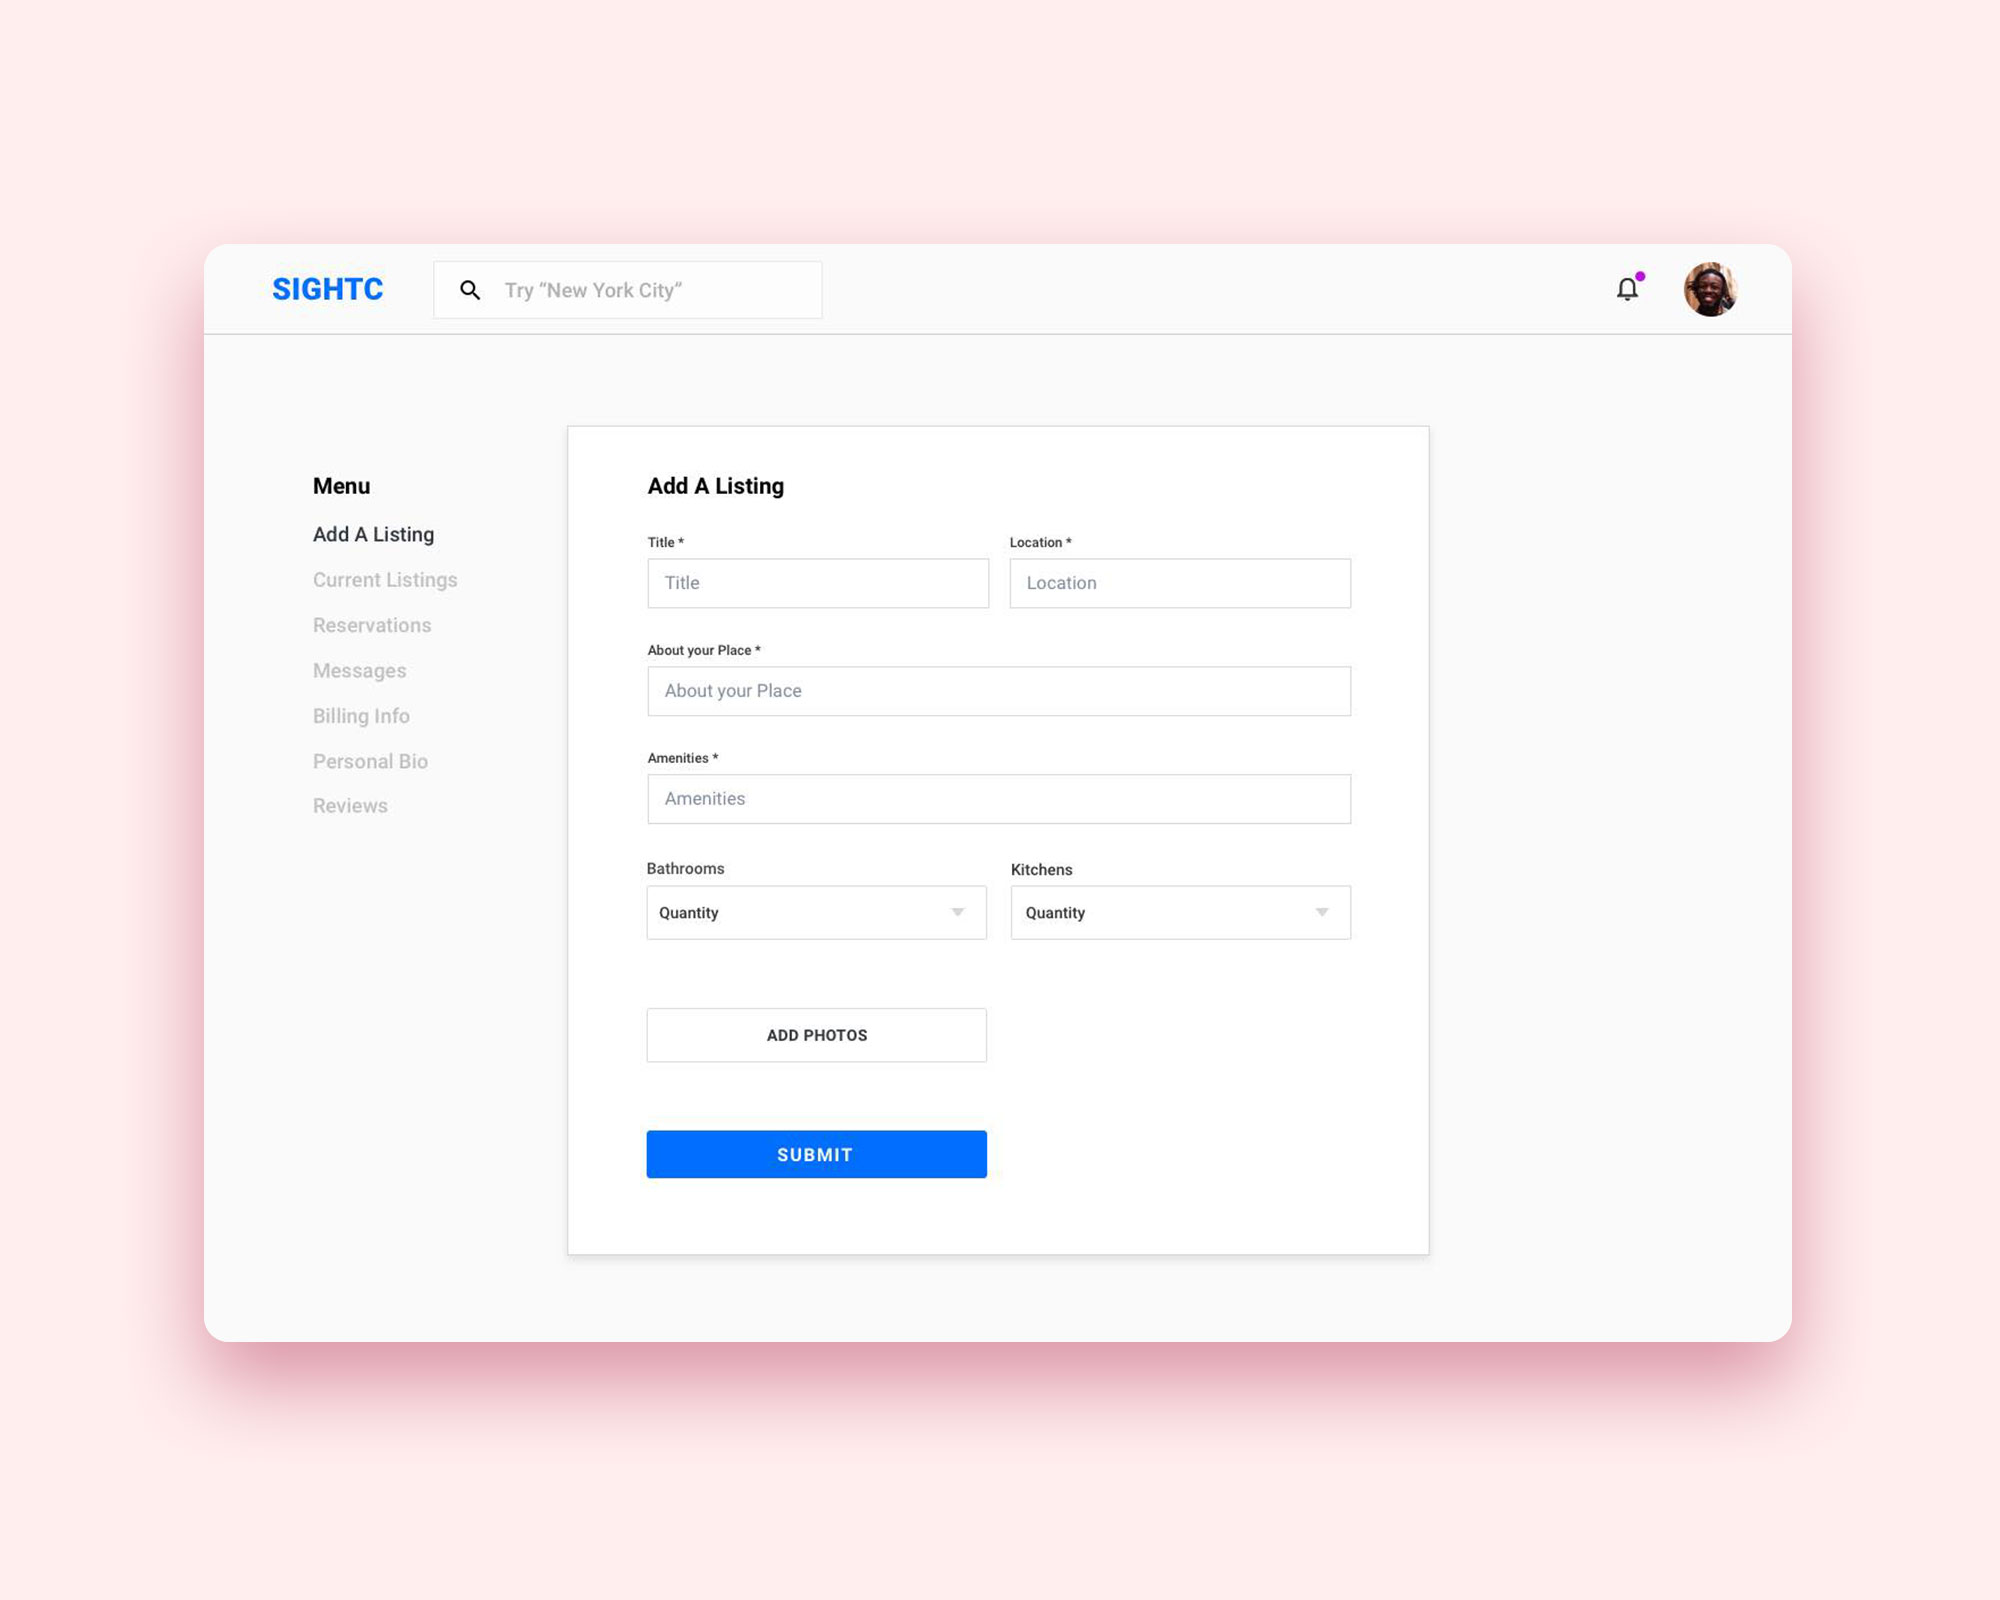 SIGHTC
Try “New York City”
Menu
Add A Listing
Current Listings
Reservations
Messages
Billing Info
Personal Bio
Reviews
Add A Listing
Title *
Location *
Title
Location
About your Place *
About your Place
Amenities *
Amenities
Bathrooms
Kitchens
Quantity
Quantity
ADD PHOTOS
SUBMIT